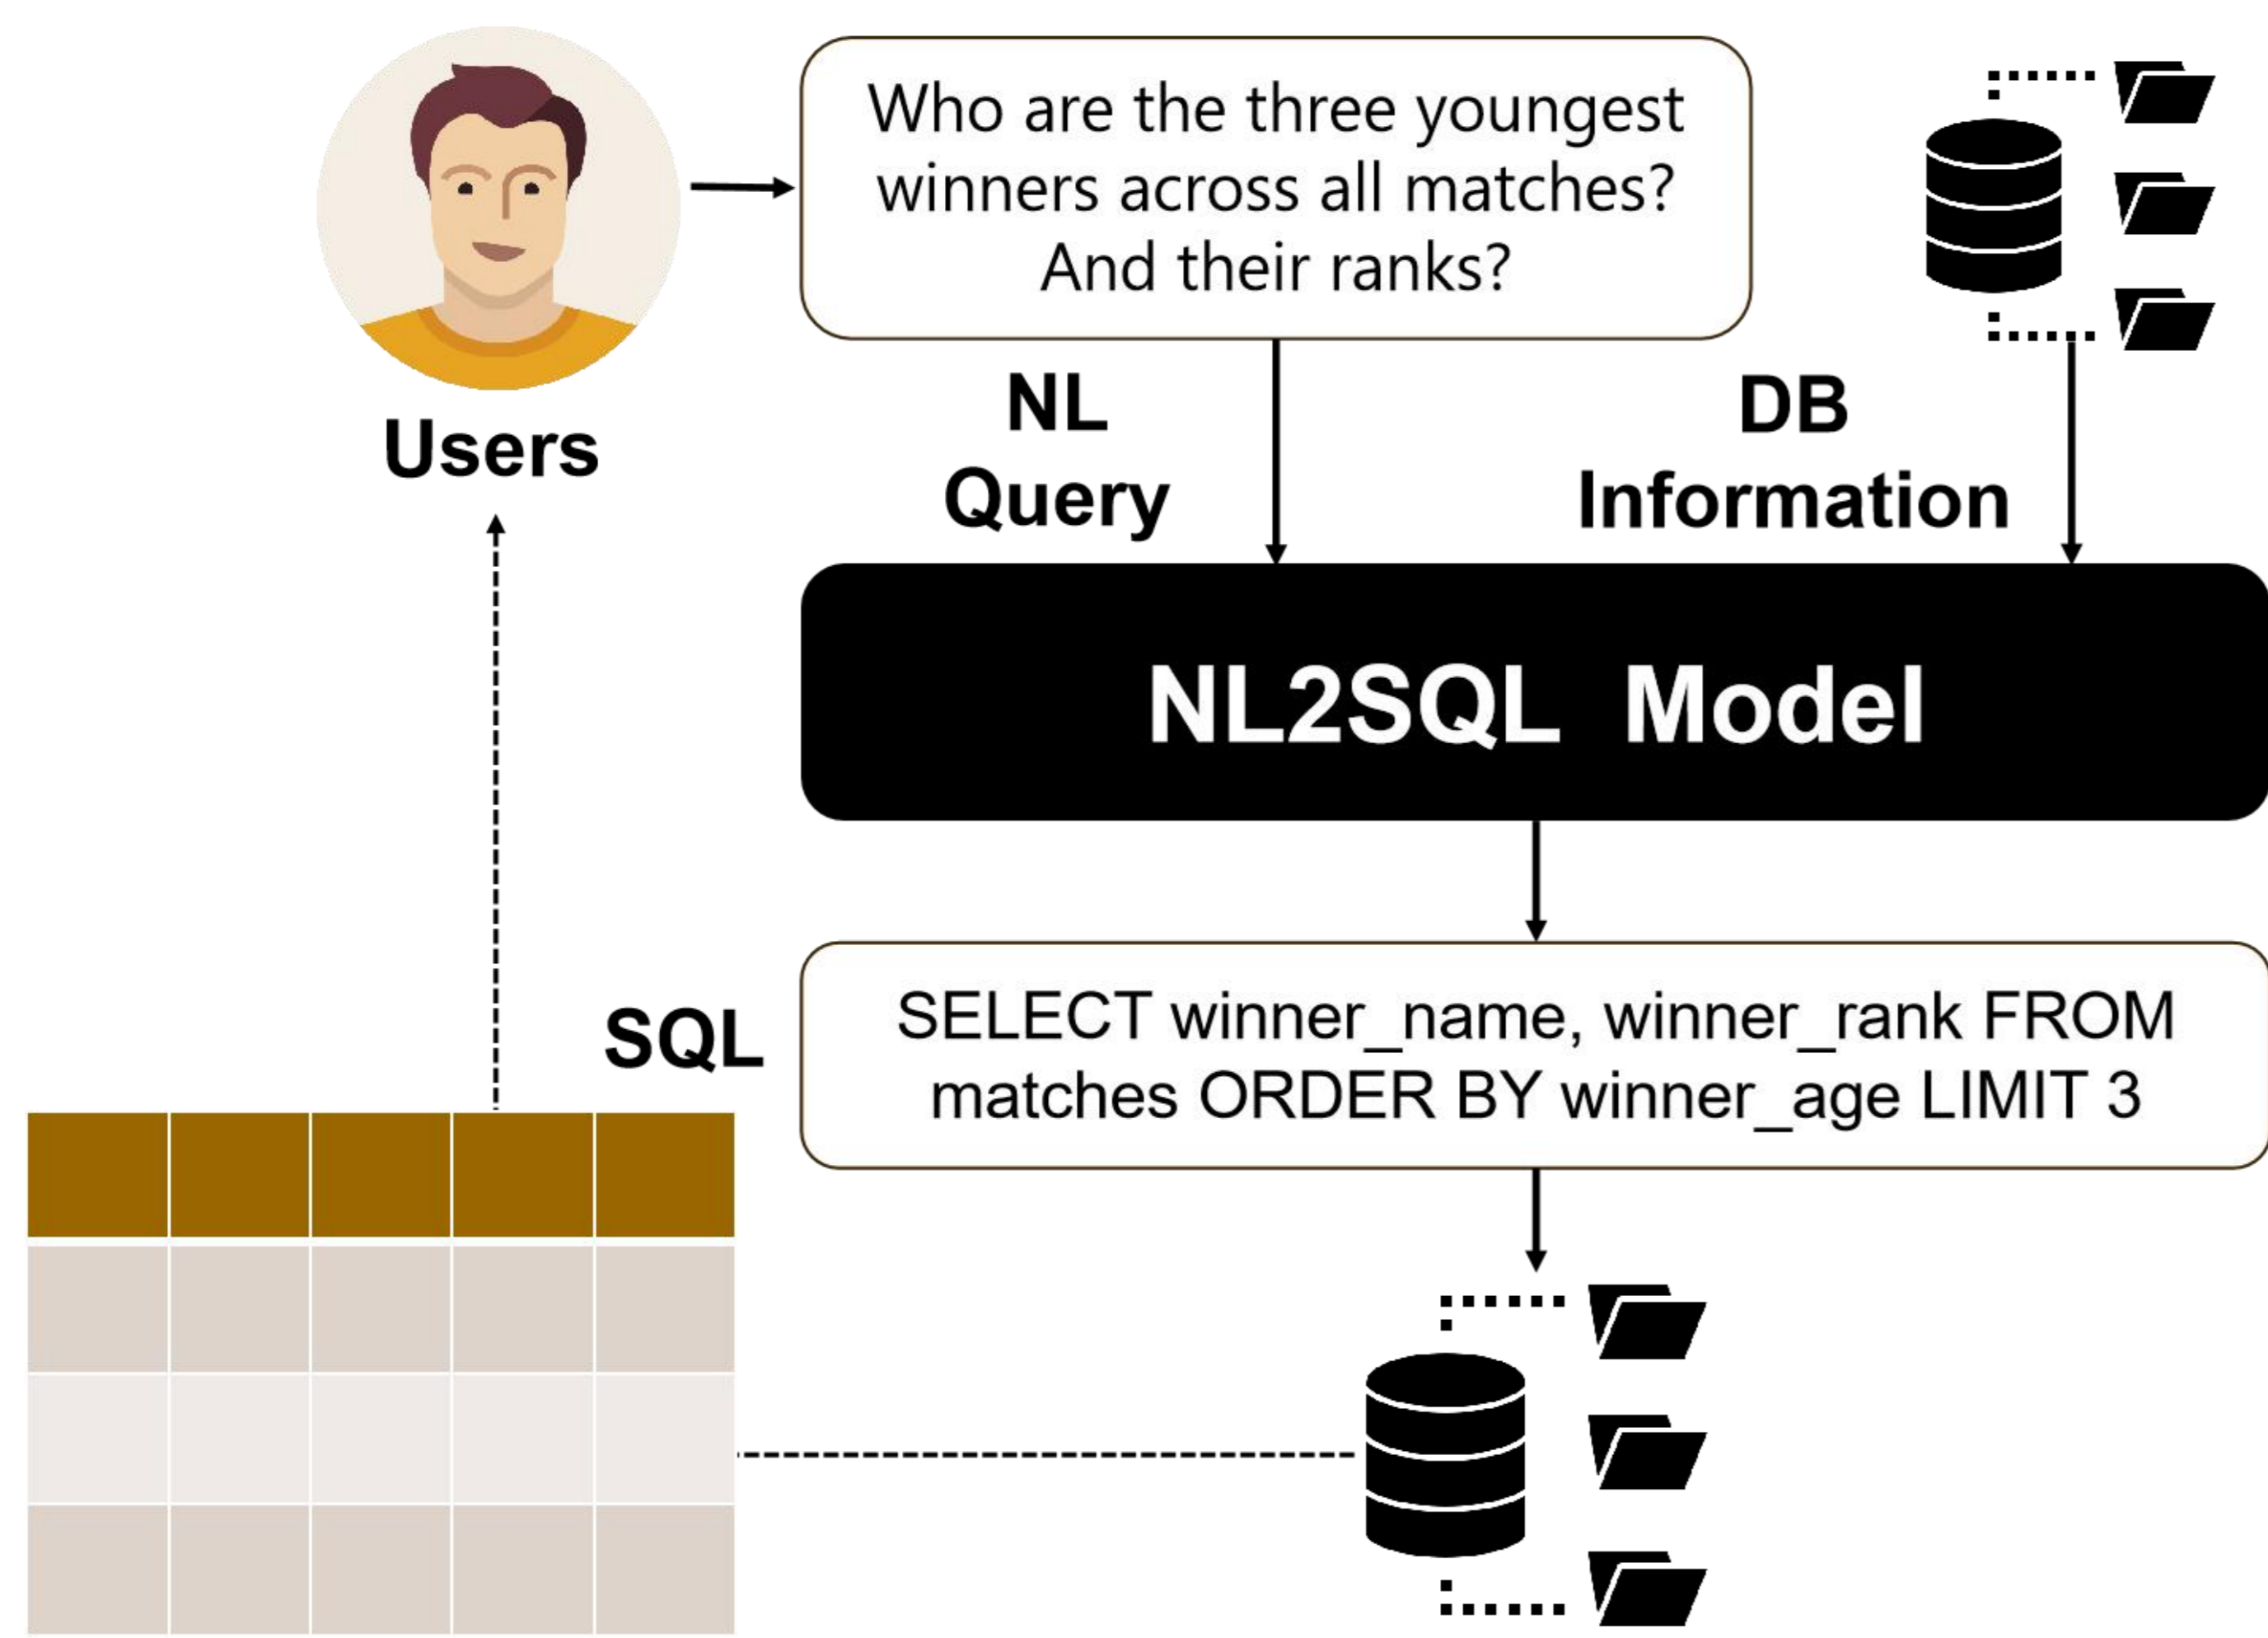 Who are the three youngest
winners across all matches?
And their ranks?
Users
NL
Query
DB
Information
NL2SQL Model
SQL
SELECT winner_name, winner_rank FROM
matches ORDER BY winner_age LIMIT 3